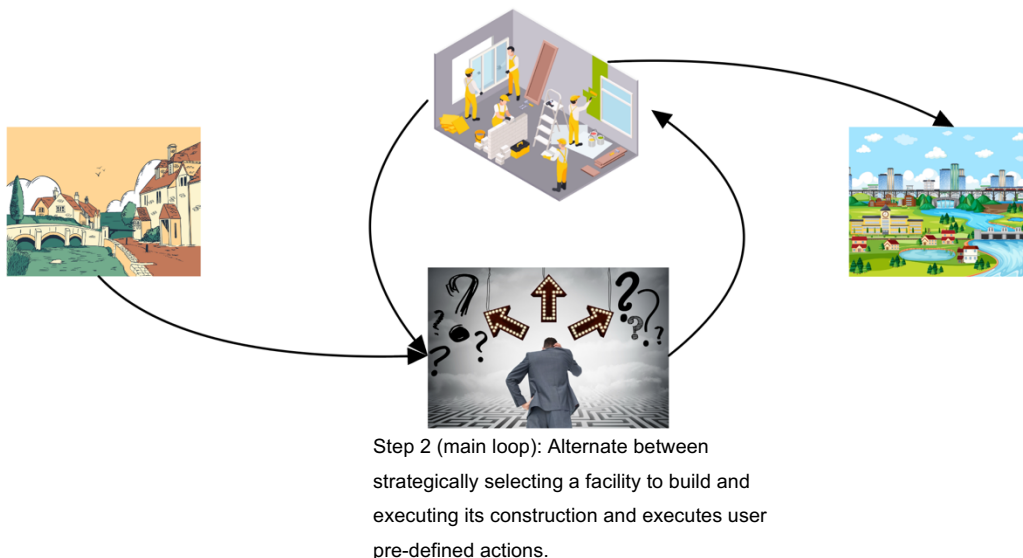 Step 2 (main loop): Alternate between
strategically selecting a facility to build and
executing its construction and executes user
pre-defined actions.